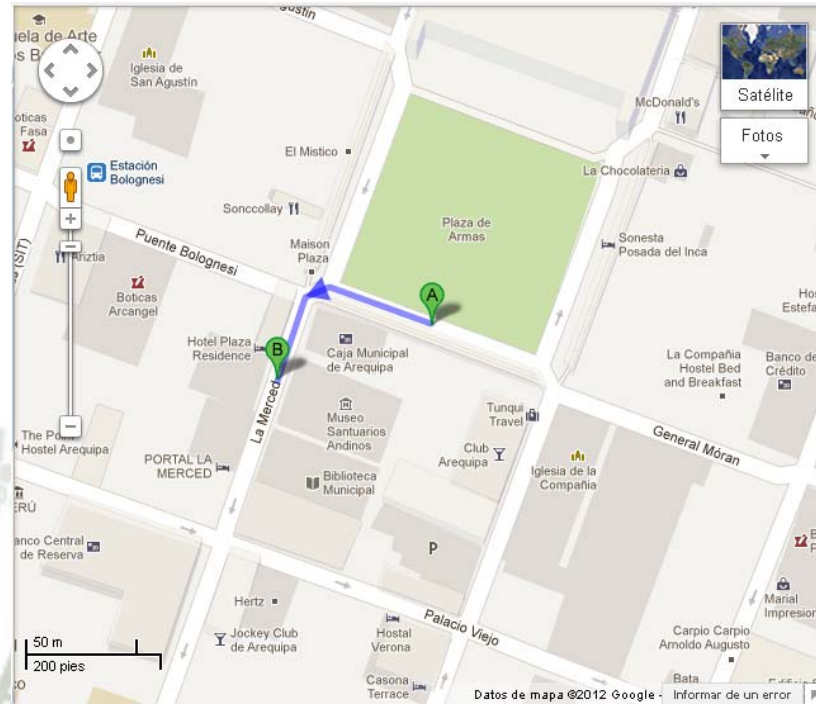 uela de Arte
Iglesia de
San Agustín
Boticas
Fasa
Estación
Bolognesi
El Mistico
Sonccollay
Maison
Plaza
Puente Bolognesi
Ariztia
Boticas
Arcangel
Plaza de
Armas
McDonald's
La Chocolateria
Satélite
Fotos
Sonesta
Posada del Inca
A
B
Hotel Plaza
Residence
Caja Municipal
de Arequipa
La Merced
Museo
Santuarios
Andinos
Biblioteca
Municipal
PORTAL LA
MERCED
The Point
Hostel Arequipa
(SIT)
Tunqui
Travel
Club
Arequipa
Iglesia de la
Compañía
La Compañia
Hostel Bed
and Breakfast
Banco de
Crédito
General Móran
P
anco Central
de Reserva
Hertz
Jockey Club
de Arequipa
Hostal
Verona
Palacio Viejo
Casona
Terrace
Marial
Impresion
Carpio Carpio
Arnoldo Augusto
Bata
50 m
200 pies
Datos de mapa ©2012 Google -
Informar de un error